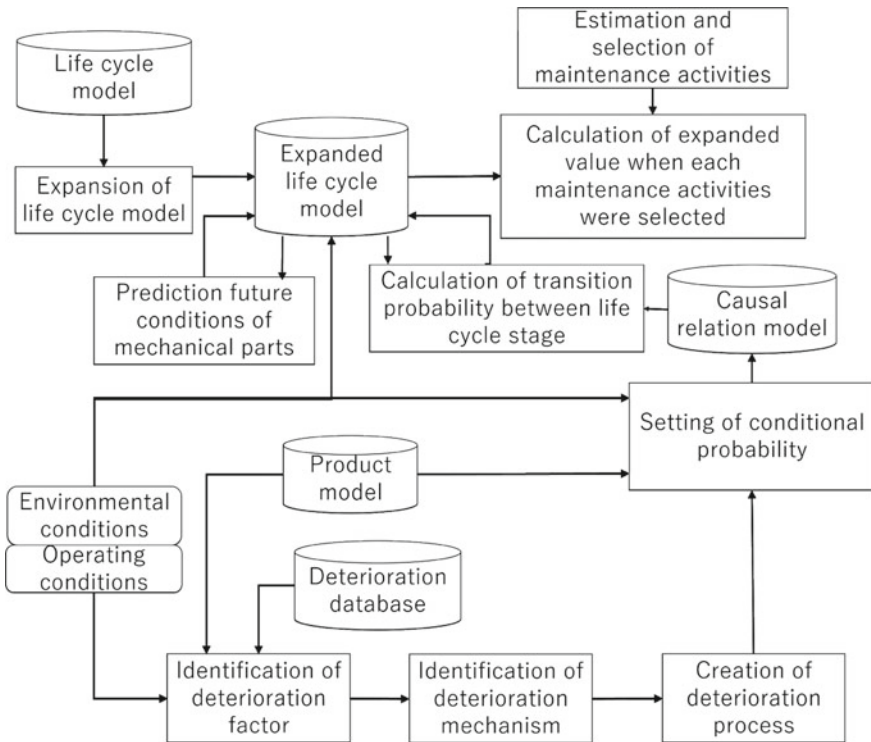 Life cycle
model
Estimation and
selection of
maintenance activities
Expansion of
life cycle model
Expanded
life cycle
model
Calculation of expanded
value when each
maintenance activities
were selected
Prediction future
conditions of
mechanical parts
Calculation of transition
probability between life
cycle stage
Causal
relation model
Setting of conditional
probability
Product
model
Environmental
conditions
Operating
conditions
Deterioration
database
Identification of
deterioration
factor
Identification of
deterioration
mechanism
Creation of
deterioration
process